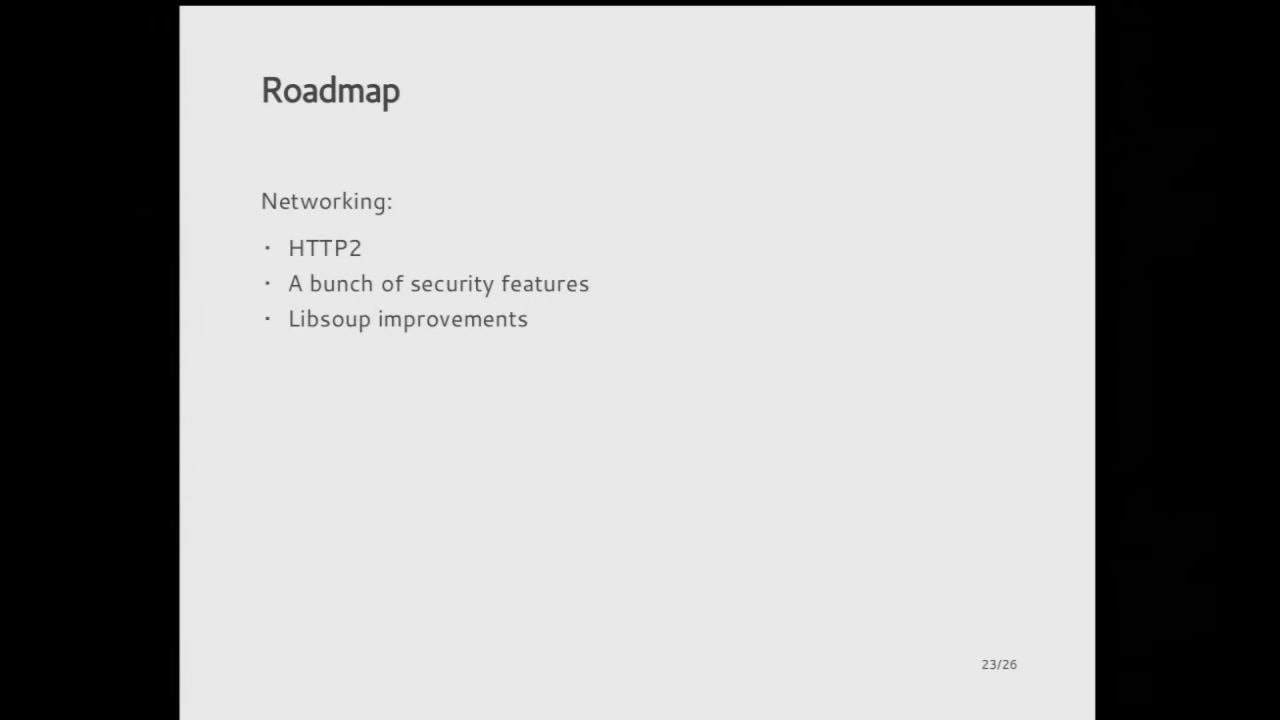 Roadmap
Networking:
· HTTP2
· A bunch of security features
· Libsoup improvements
23/26